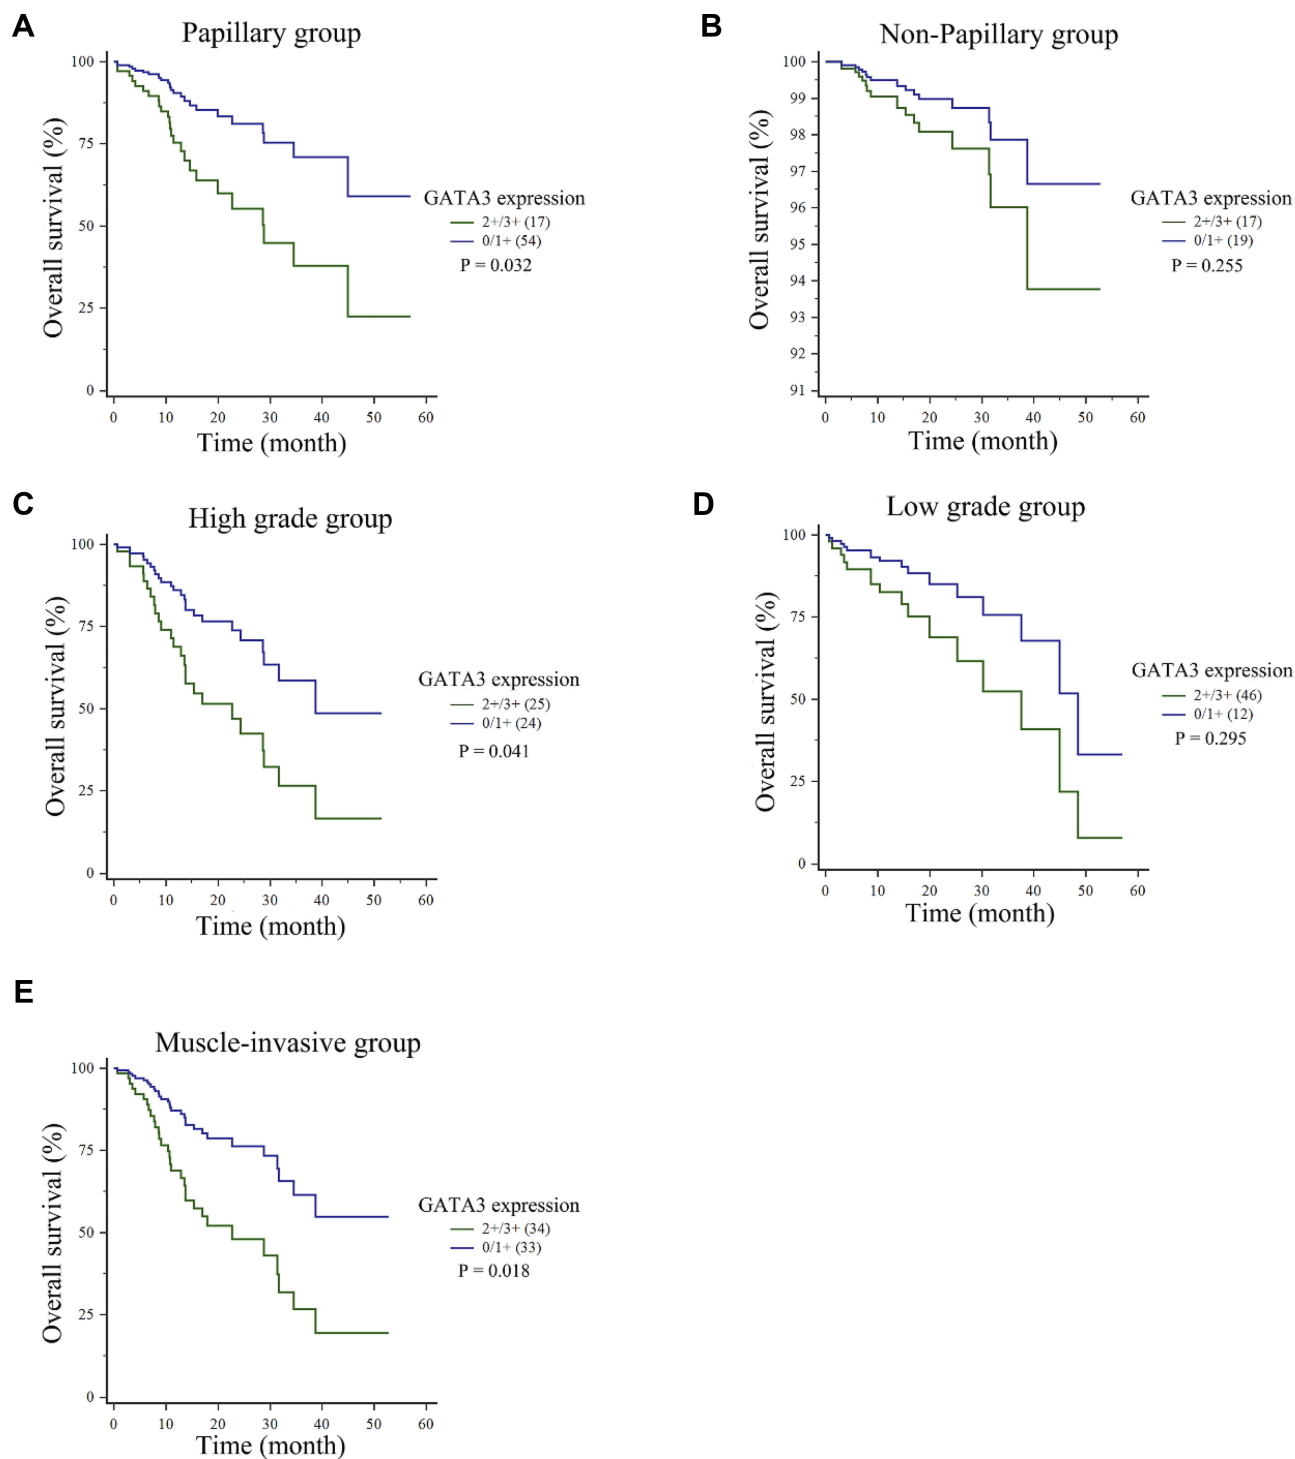 A
Papillary group
100
75
50
25
0
Overall survival (%)
0 10 20 30 40 50 60
Time (month)
GATA3 expression
2+/3+ (17)
0/1+ (54)
P = 0.032
B
Non-Papillary group
100
99
98
97
96
95
94
93
92
91
Overall survival (%)
0 10 20 30 40 50 60
Time (month)
GATA3 expression
2+/3+ (17)
0/1+ (19)
P = 0.255
C
High grade group
100
75
50
25
0
Overall survival (%)
0 10 20 30 40 50 60
Time (month)
GATA3 expression
2+/3+ (25)
0/1+ (24)
P = 0.041
D
Low grade group
100
75
50
25
0
Overall survival (%)
0 10 20 30 40 50 60
Time (month)
GATA3 expression
2+/3+ (46)
0/1+ (12)
P = 0.295
E
Muscle-invasive group
100
75
50
25
0
Overall survival (%)
0 10 20 30 40 50 60
Time (month)
GATA3 expression
2+/3+ (34)
0/1+ (33)
P = 0.018